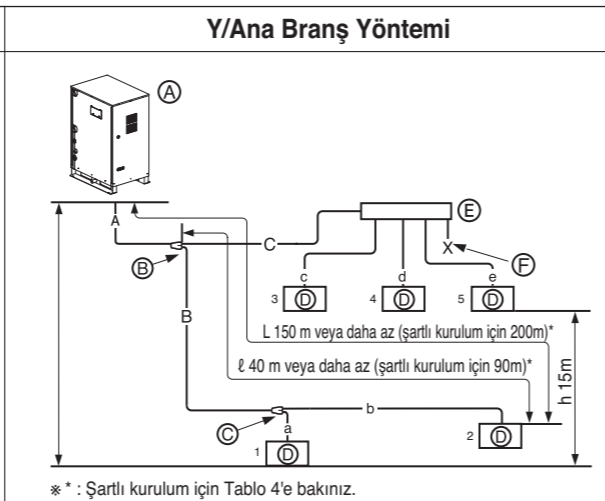 Y/Ana Branş Yöntemi
Ⓐ
A
C
Ⓔ
Ⓑ
X
Ⓕ
c
d
e
3 Ⓓ
4 Ⓓ
5 Ⓓ
B
L 150 m veya daha az (şartlı kurulum için 200m)*
ℓ 40 m veya daha az (şartlı kurulum için 90m)*
h 15m
b
Ⓒ
a
2 Ⓓ
1 Ⓓ
※ * : Şartlı kurulum için Tablo 4'e bakınız.